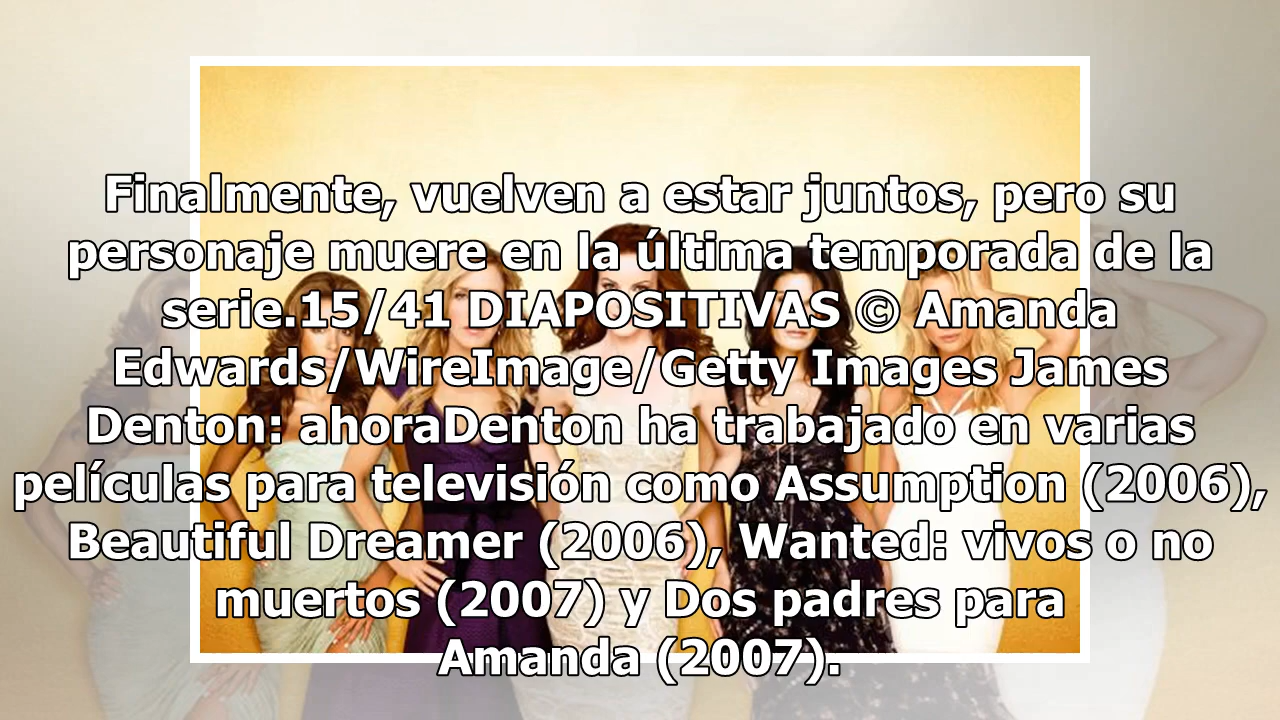 Finalmente, vuelven a estar juntos, pero su
personaje muere en la última temporada de la
serie.15/41 DIAPOSITIVAS © Amanda
Edwards/WireImage/Getty Images James
Denton: ahoraDenton ha trabajado en varias
películas para televisión como Assumption (2006),
Beautiful Dreamer (2006), Wanted: vivos o no
muertos (2007) y Dos padres para
Amanda (2007).